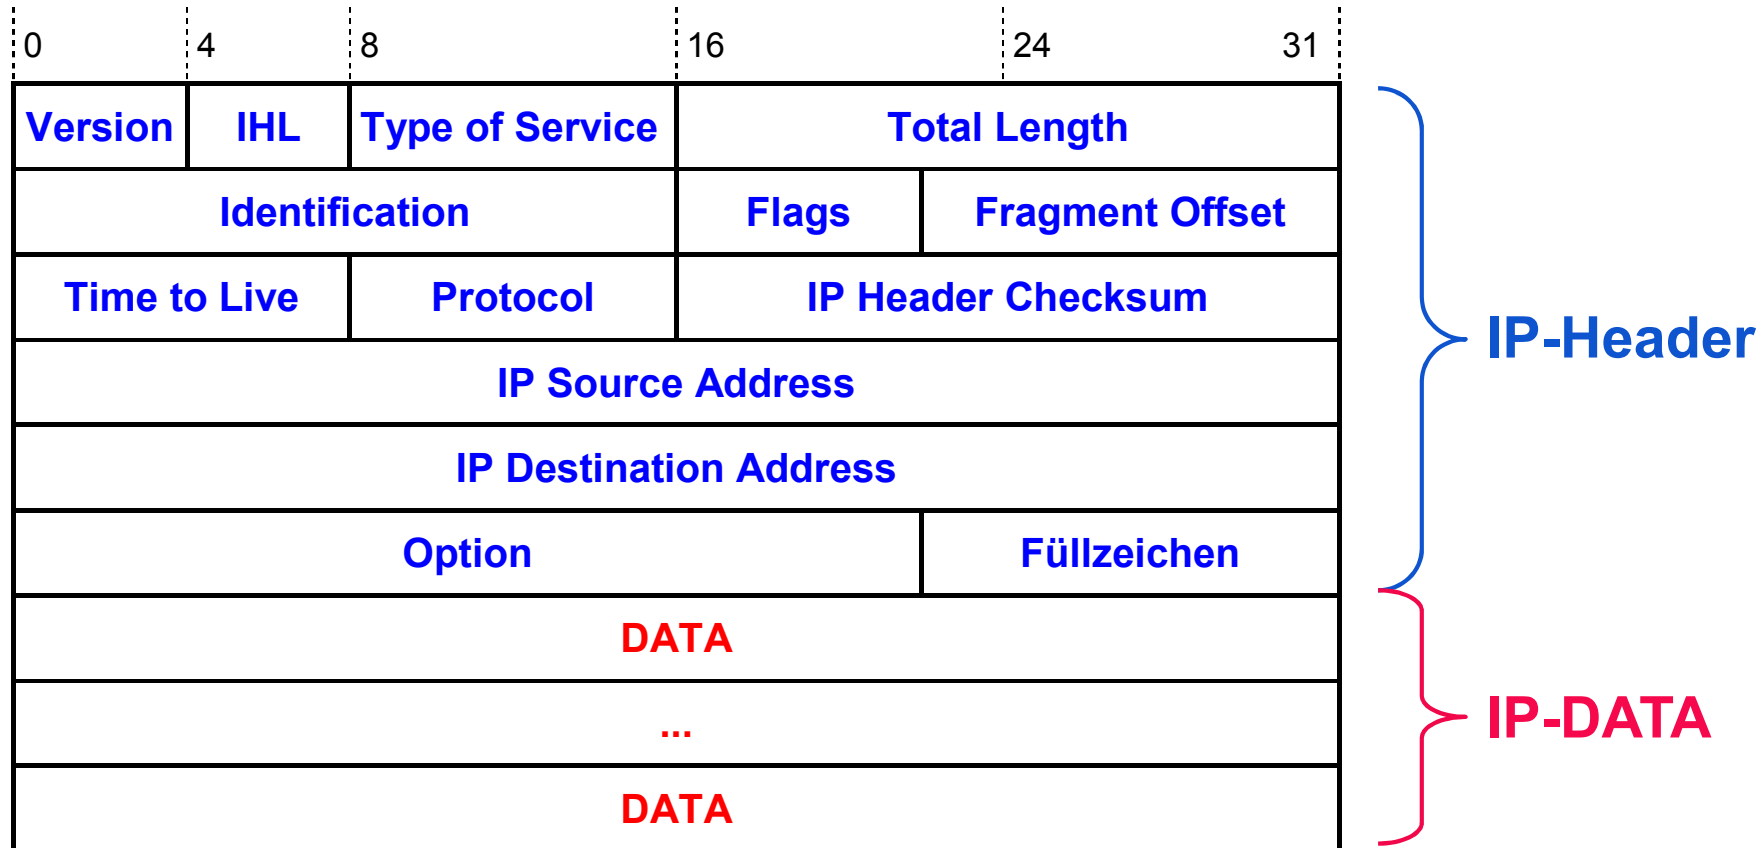 0 4 8 16 24 31
Version IHL Type of Service Total Length
Identification Flags Fragment Offset
Time to Live Protocol IP Header Checksum
IP-Header
IP Source Address
IP Destination Address
Option Füllzeichen
DATA
...
IP-DATA
DATA